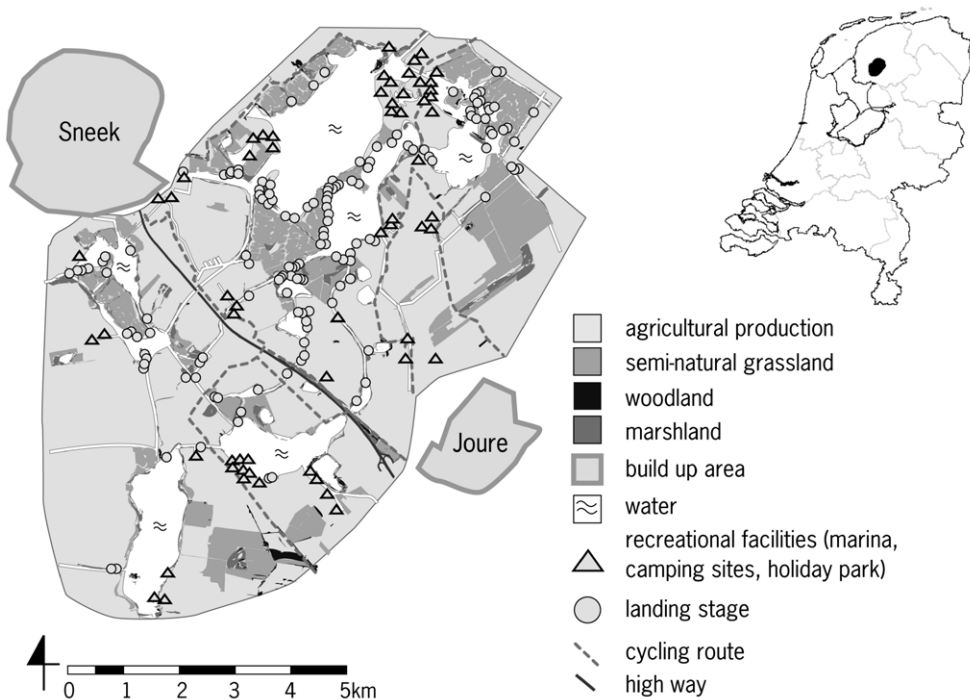 Sneek
Joure
agricultural production
semi-natural grassland
woodland
marshland
build up area
water
recreational facilities (marina,
camping sites, holiday park)
landing stage
cycling route
high way
0 1 2 3 4 5km